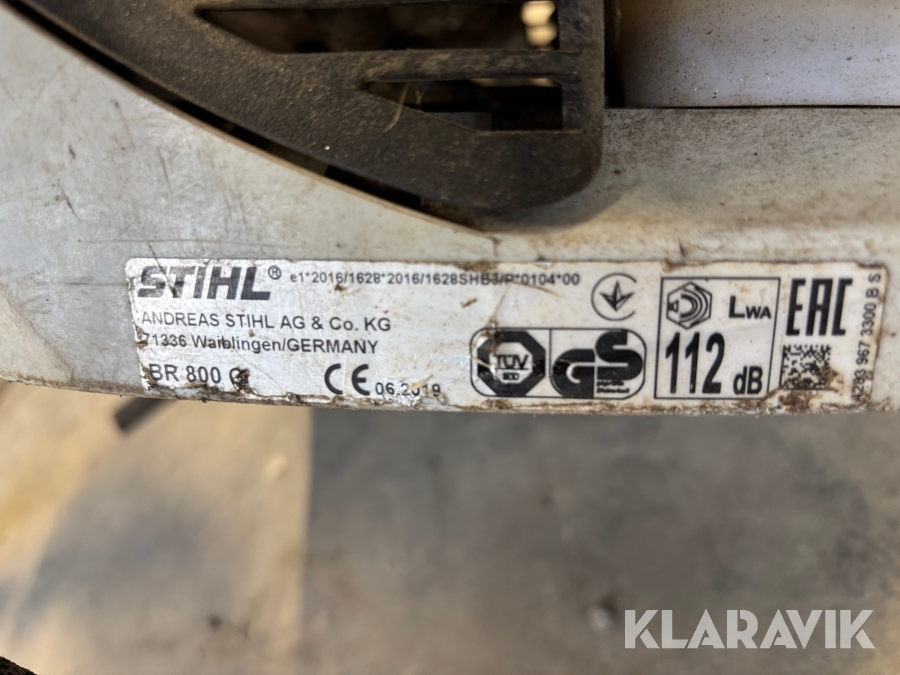 STIHL® e1*2016/1628*2016/1628SHB3/P*0104*00
ANDREAS STIHL AG & Co. KG
71336 Waiblingen/GERMANY
BR 800 C
CE 06.2019
TÜV
GS
LWA
112 dB
EAC
3300 B S
KLARAVIK